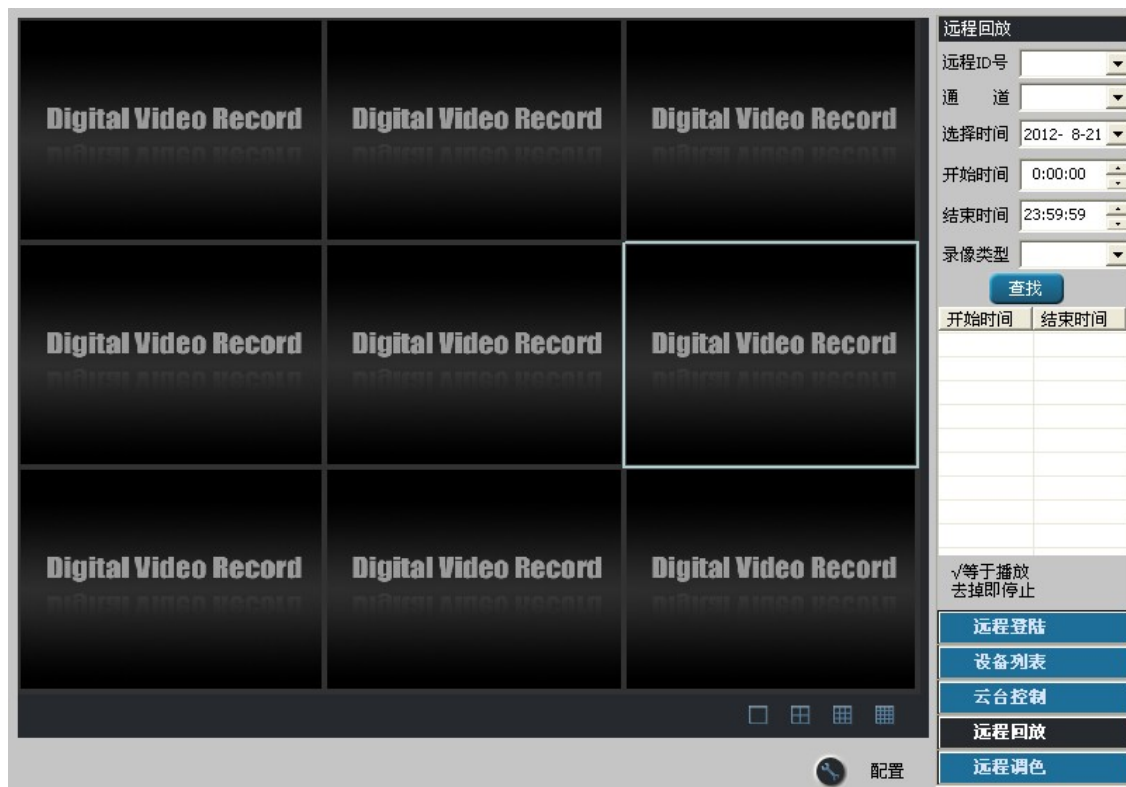 Digital Video Record Digital Video Record Digital Video Record
Digital Video Record Digital Video Record Digital Video Record
Digital Video Record Digital Video Record Digital Video Record
配置
远程回放
远程ID号
通 道
选择时间 2012- 8-21
开始时间 0:00:00
结束时间 23:59:59
录像类型
查找
开始时间 结束时间
√等于播放
去掉即停止
远程登陆
设备列表
云台控制
远程回放
远程调色